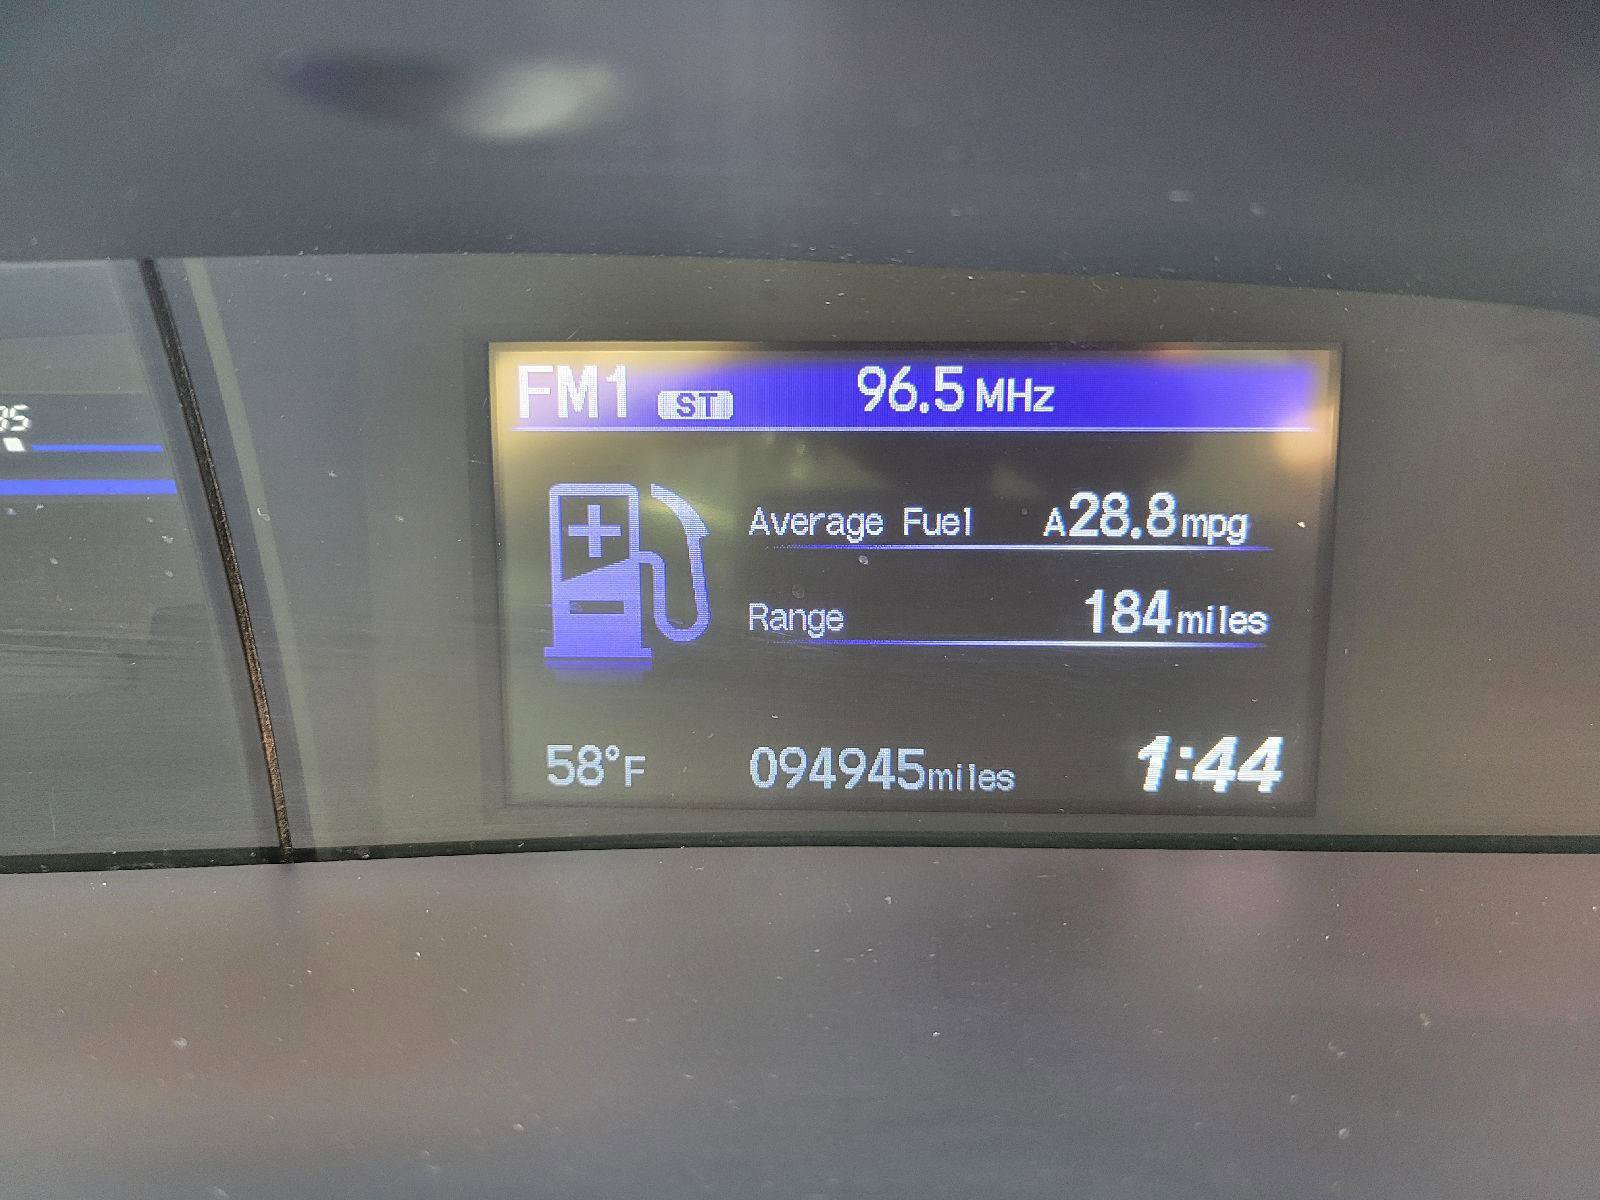 FM1 ST 96.5 MHz
Average Fuel A28.8mpg
Range 184miles
58°F 094945miles 1:44